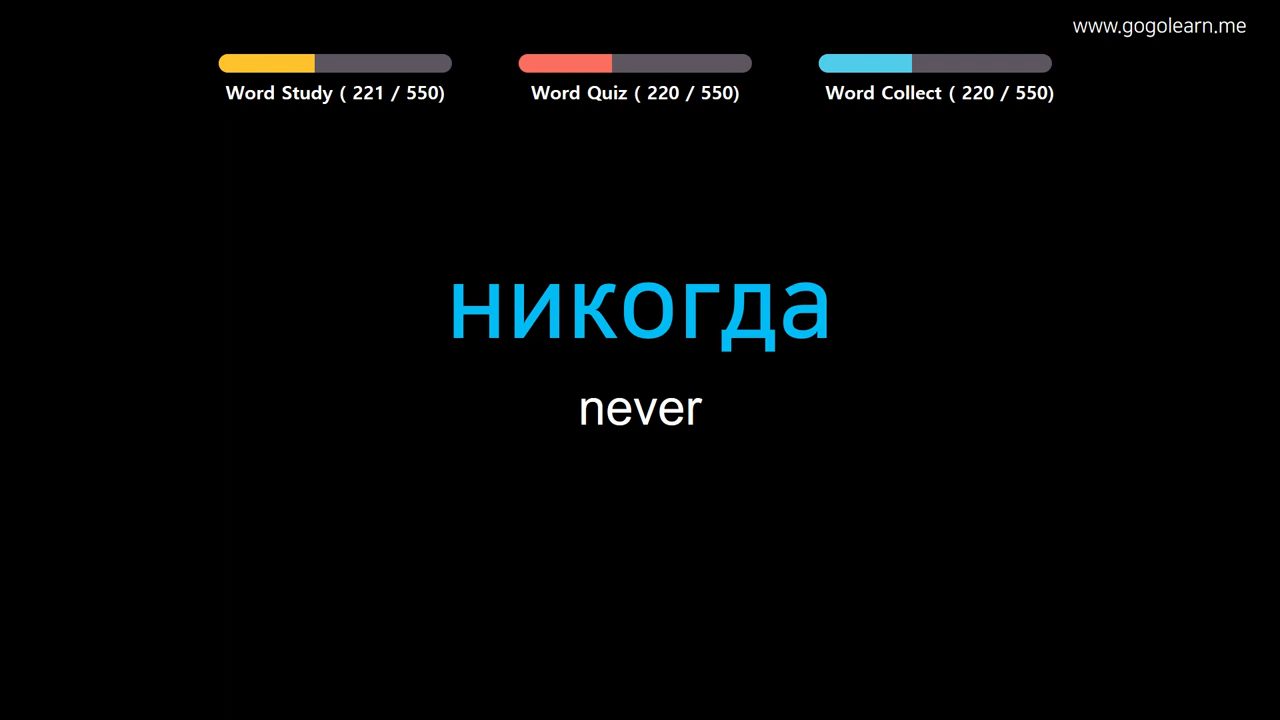 www.gogolearn.me
Word Study ( 221 / 550)
Word Quiz ( 220 / 550)
Word Collect ( 220 / 550)
никогда
never